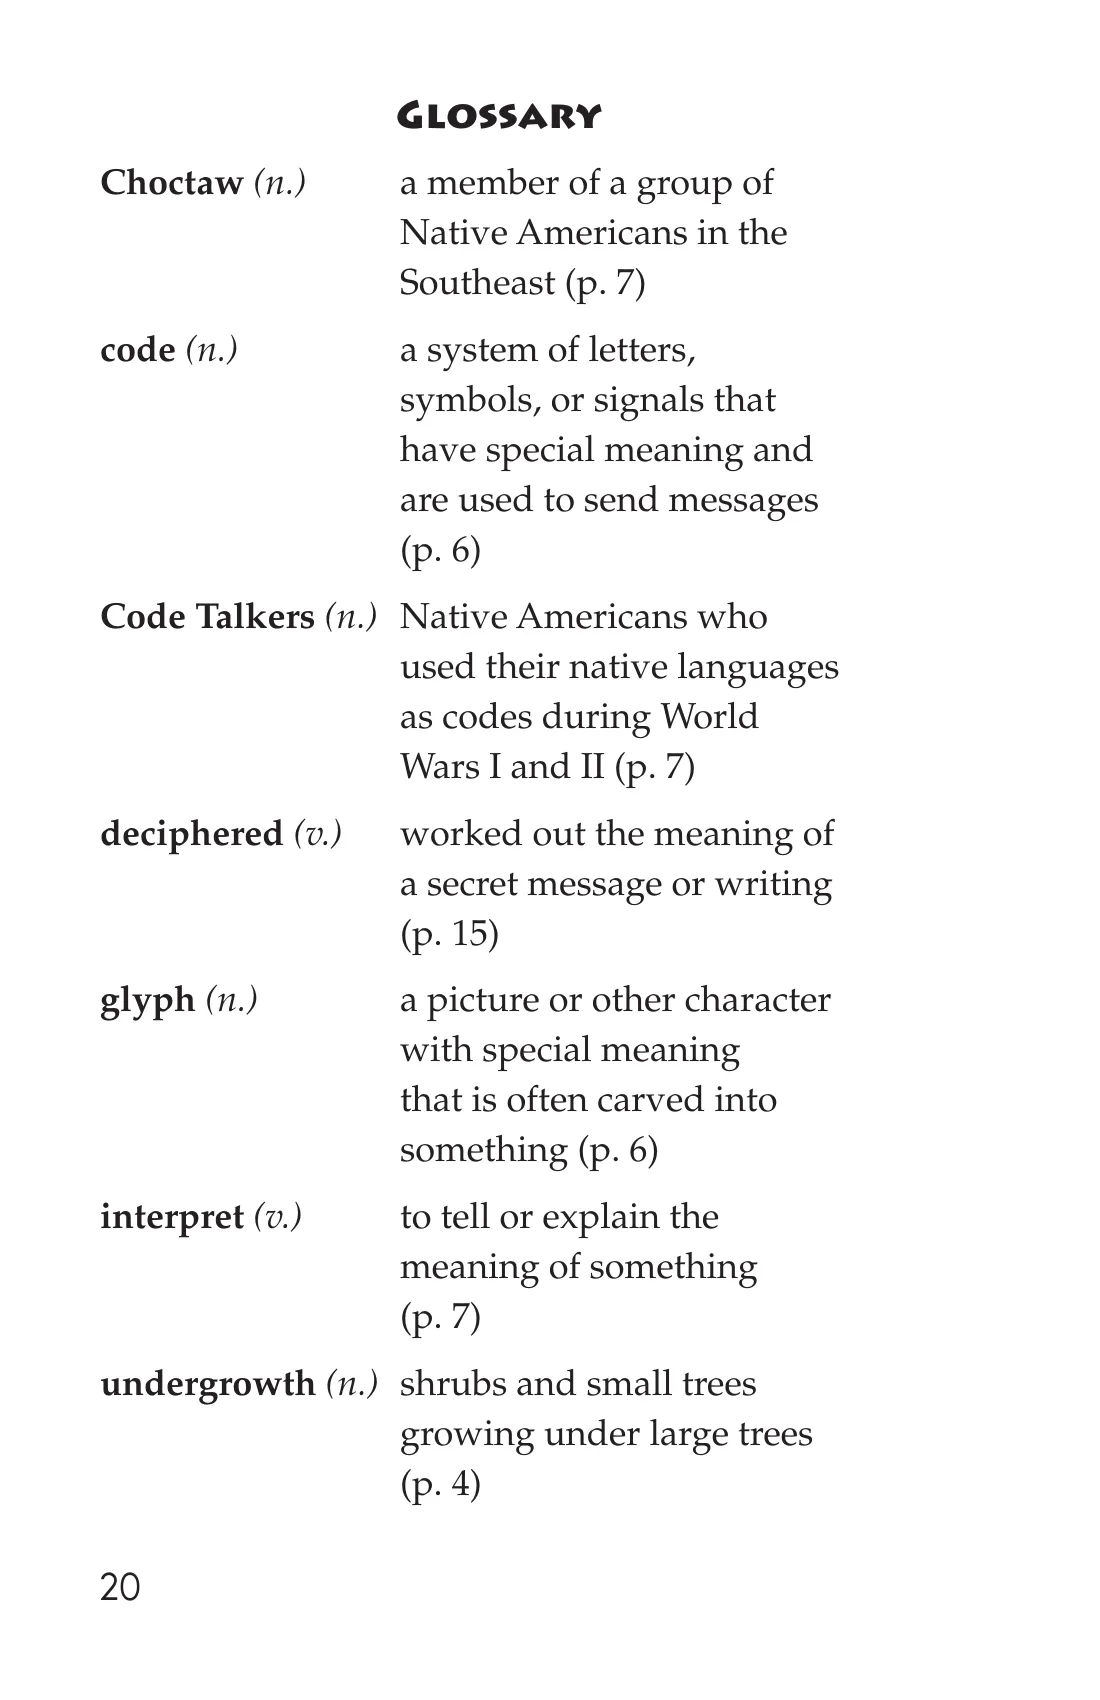 Glossary
Choctaw (n.) a member of a group of
Native Americans in the
Southeast (p. 7)
code (n.) a system of letters,
symbols, or signals that
have special meaning and
are used to send messages
(p. 6)
Code Talkers (n.) Native Americans who
used their native languages
as codes during World
Wars I and II (p. 7)
deciphered (v.) worked out the meaning of
a secret message or writing
(p. 15)
glyph (n.) a picture or other character
with special meaning
that is often carved into
something (p. 6)
interpret (v.) to tell or explain the
meaning of something
(p. 7)
undergrowth (n.) shrubs and small trees
growing under large trees
(p. 4)
20